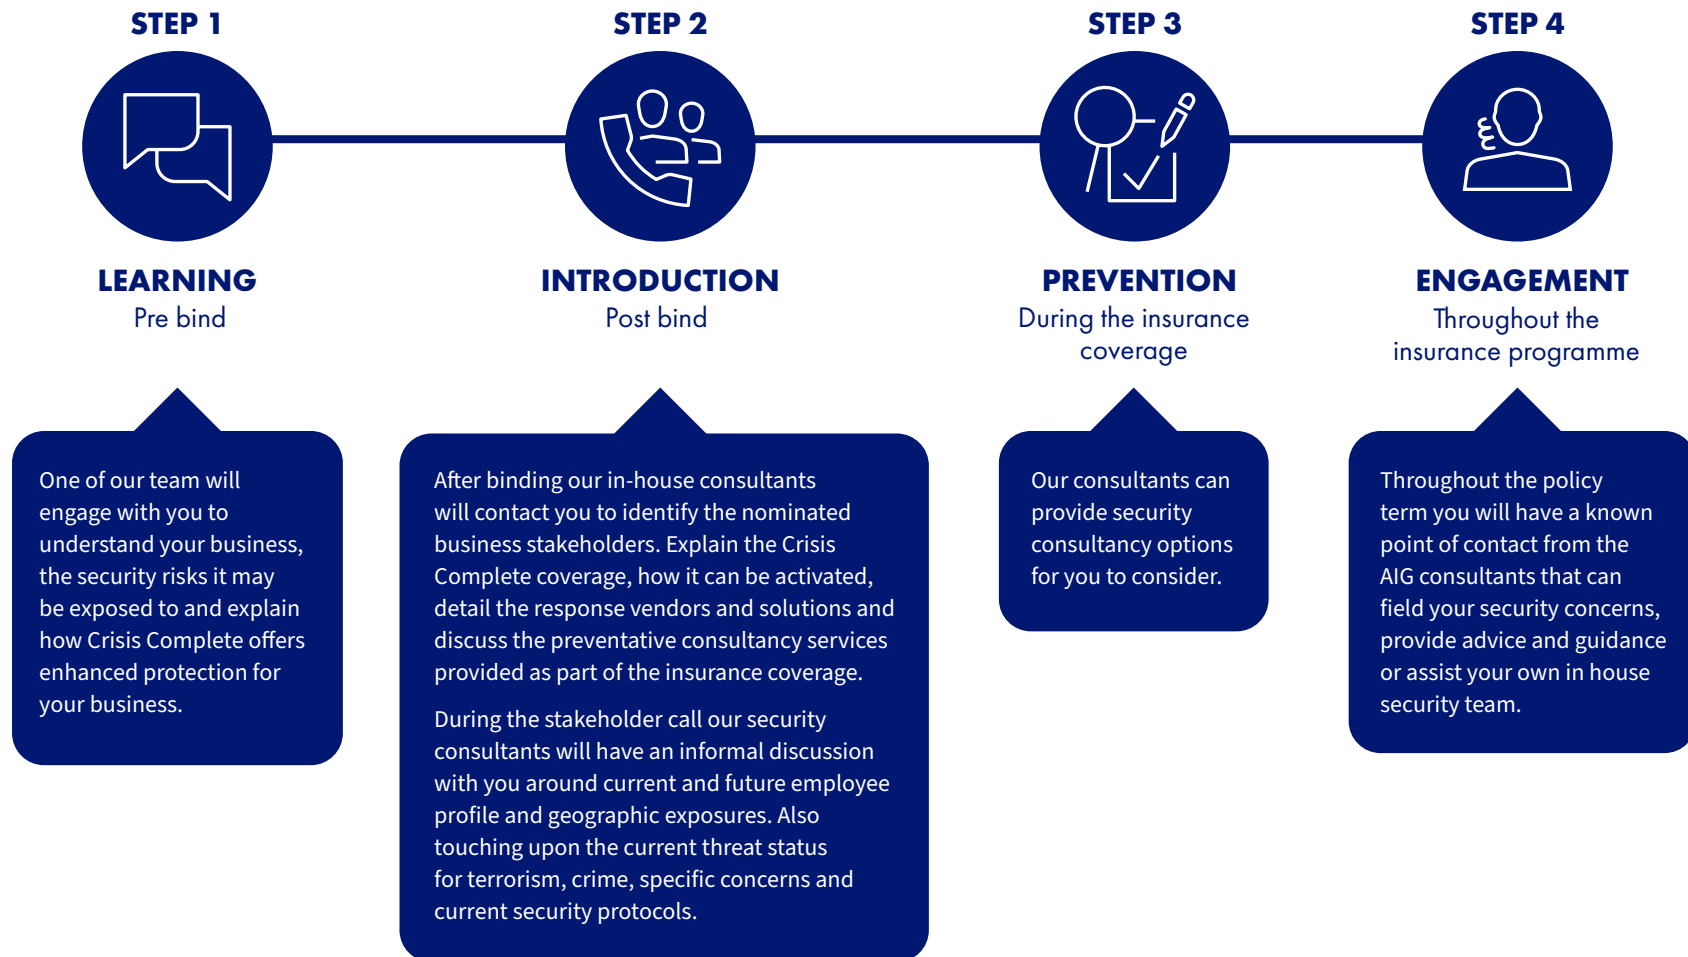 STEP 1
LEARNING
Pre bind
One of our team will
engage with you to
understand your business,
the security risks it may
be exposed to and explain
how Crisis Complete offers
enhanced protection for
your business.
STEP 2
INTRODUCTION
Post bind
After binding our in-house consultants
will contact you to identify the nominated
business stakeholders. Explain the Crisis
Complete coverage, how it can be activated,
detail the response vendors and solutions and
discuss the preventative consultancy services
provided as part of the insurance coverage.
During the stakeholder call our security
consultants will have an informal discussion
with you around current and future employee
profile and geographic exposures. Also
touching upon the current threat status
for terrorism, crime, specific concerns and
current security protocols.
STEP 3
PREVENTION
During the insurance
coverage
Our consultants can
provide security
consultancy options
for you to consider.
STEP 4
ENGAGEMENT
Throughout the
insurance programme
Throughout the policy
term you will have a known
point of contact from the
AIG consultants that can
field your security concerns,
provide advice and guidance
or assist your own in house
security team.